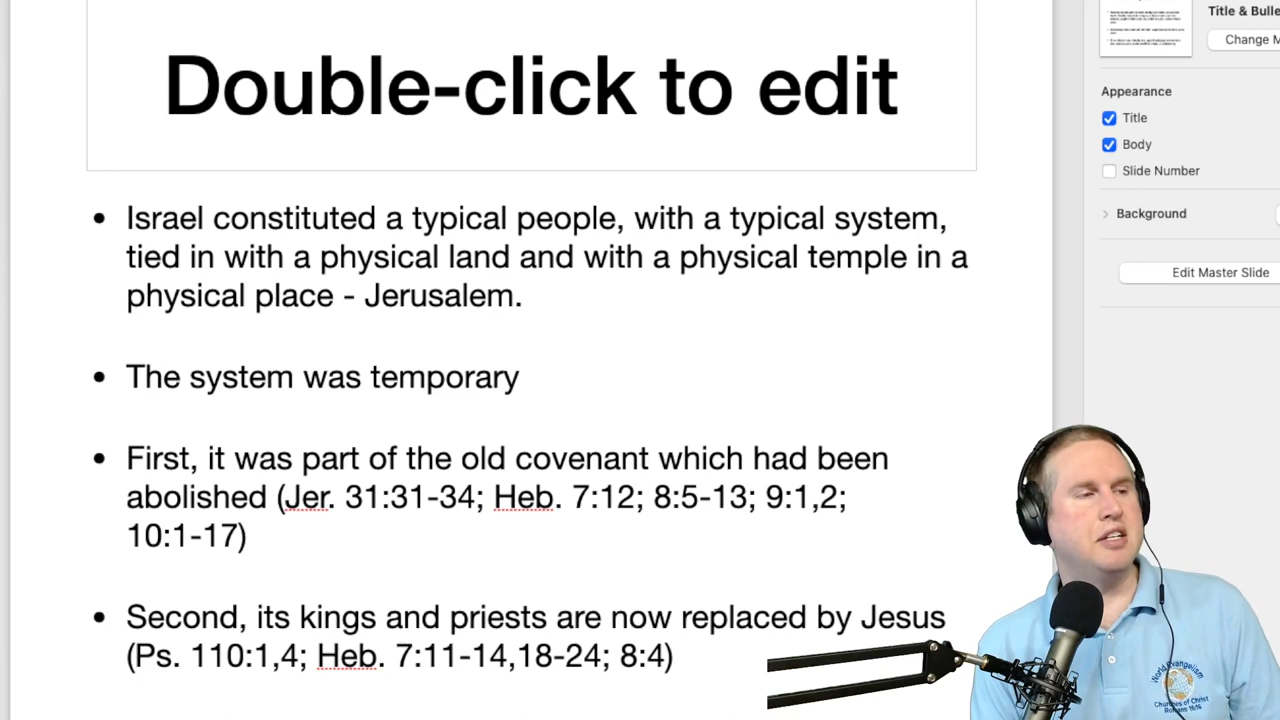 Double-click to edit
• Israel constituted a typical people, with a typical system,
tied in with a physical land and with a physical temple in a
physical place - Jerusalem.
• The system was temporary
• First, it was part of the old covenant which had been
abolished (Jer. 31:31-34; Heb. 7:12; 8:5-13; 9:1,2;
10:1-17)
• Second, its kings and priests are now replaced by Jesus
(Ps. 110:1,4; Heb. 7:11-14,18-24; 8:4)
Title & Bulle
Change M
Appearance
Title
Body
Slide Number
Background
Edit Master Slide
World Evangelism
Churches of Christ
Romans 16:16